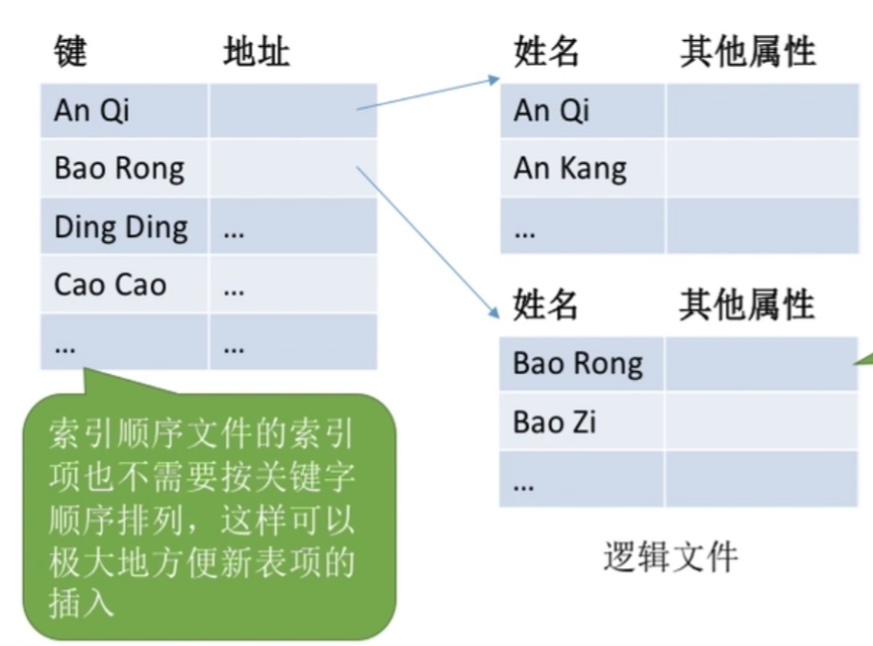 键 地址
An Qi
Bao Rong
Ding Ding ...
Cao Cao ...
... ...
索引顺序文件的索引
项也不需要按关键字
顺序排列，这样可以
极大地方便新表项的
插入
姓名 其他属性
An Qi
An Kang
...
姓名 其他属性
Bao Rong
Bao Zi
...
逻辑文件